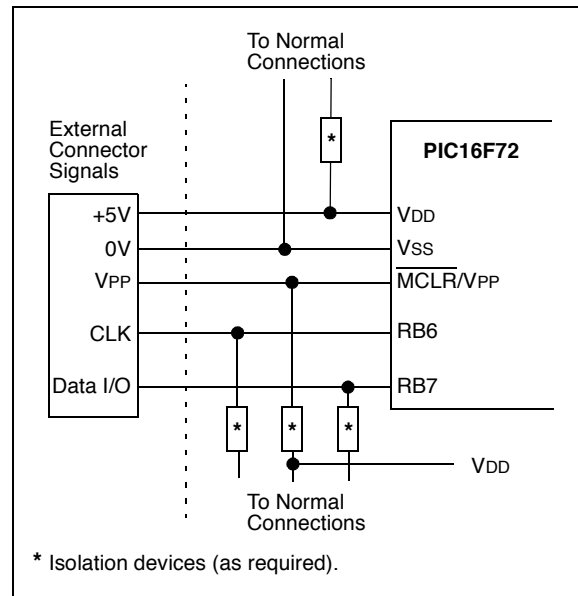 To Normal
Connections
External
Connector
Signals
*
PIC16F72
+5V
VDD
0V
VSS
VPP
MCLR/VPP
CLK
RB6
Data I/O
RB7
* * *
VDD
To Normal
Connections
* Isolation devices (as required).